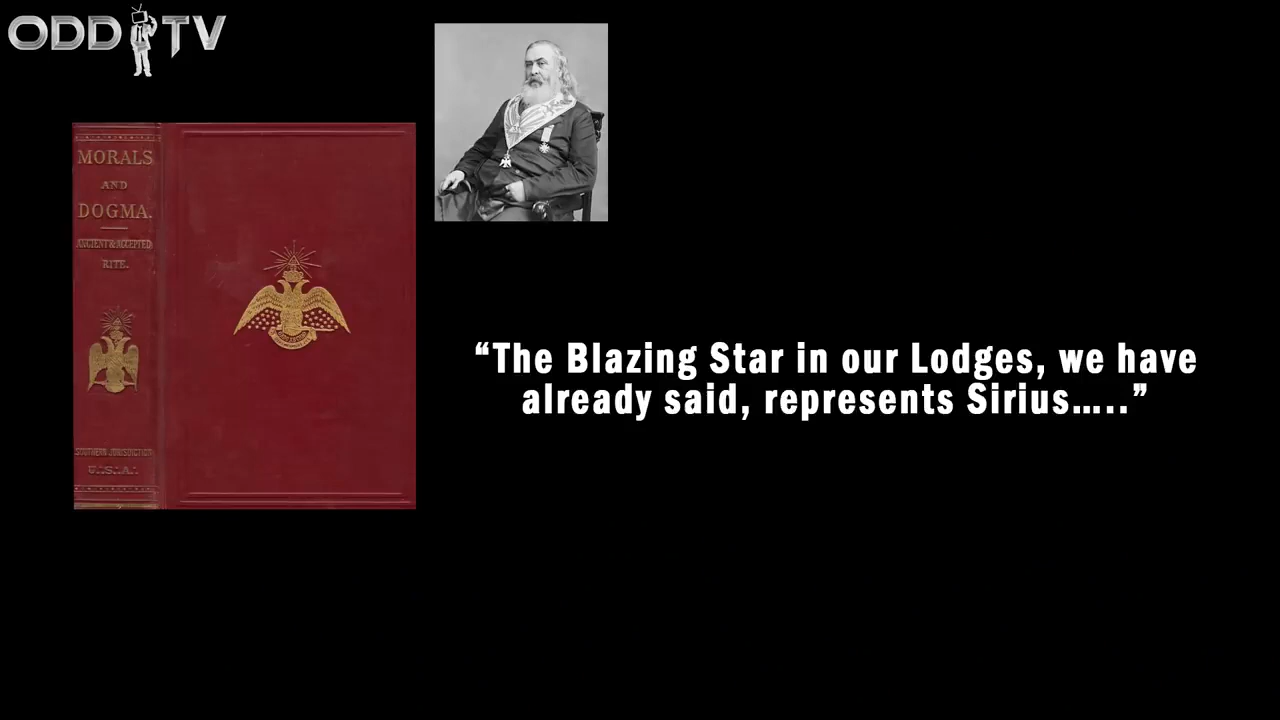 ODD TV
MORALS
AND
DOGMA.
ANCIENT & ACCEPTED
RITE.
SOUTHERN JURISDICTION
U.·.S.·.A.·.
“The Blazing Star in our Lodges, we have
already said, represents Sirius.....”